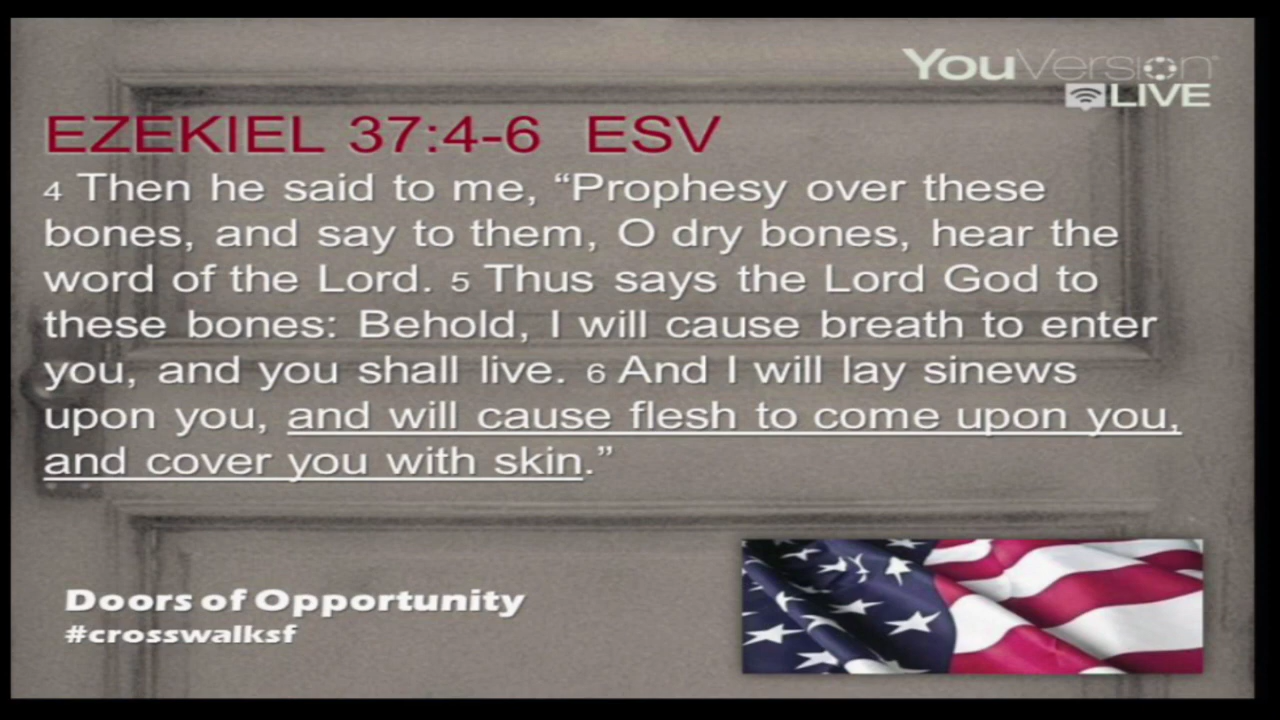 YouVersion
LIVE
EZEKIEL 37:4-6 ESV
4 Then he said to me, “Prophesy over these
bones, and say to them, O dry bones, hear the
word of the Lord. 5 Thus says the Lord God to
these bones: Behold, I will cause breath to enter
you, and you shall live. 6 And I will lay sinews
upon you, and will cause flesh to come upon you,
and cover you with skin.”
Doors of Opportunity
#crosswalksf